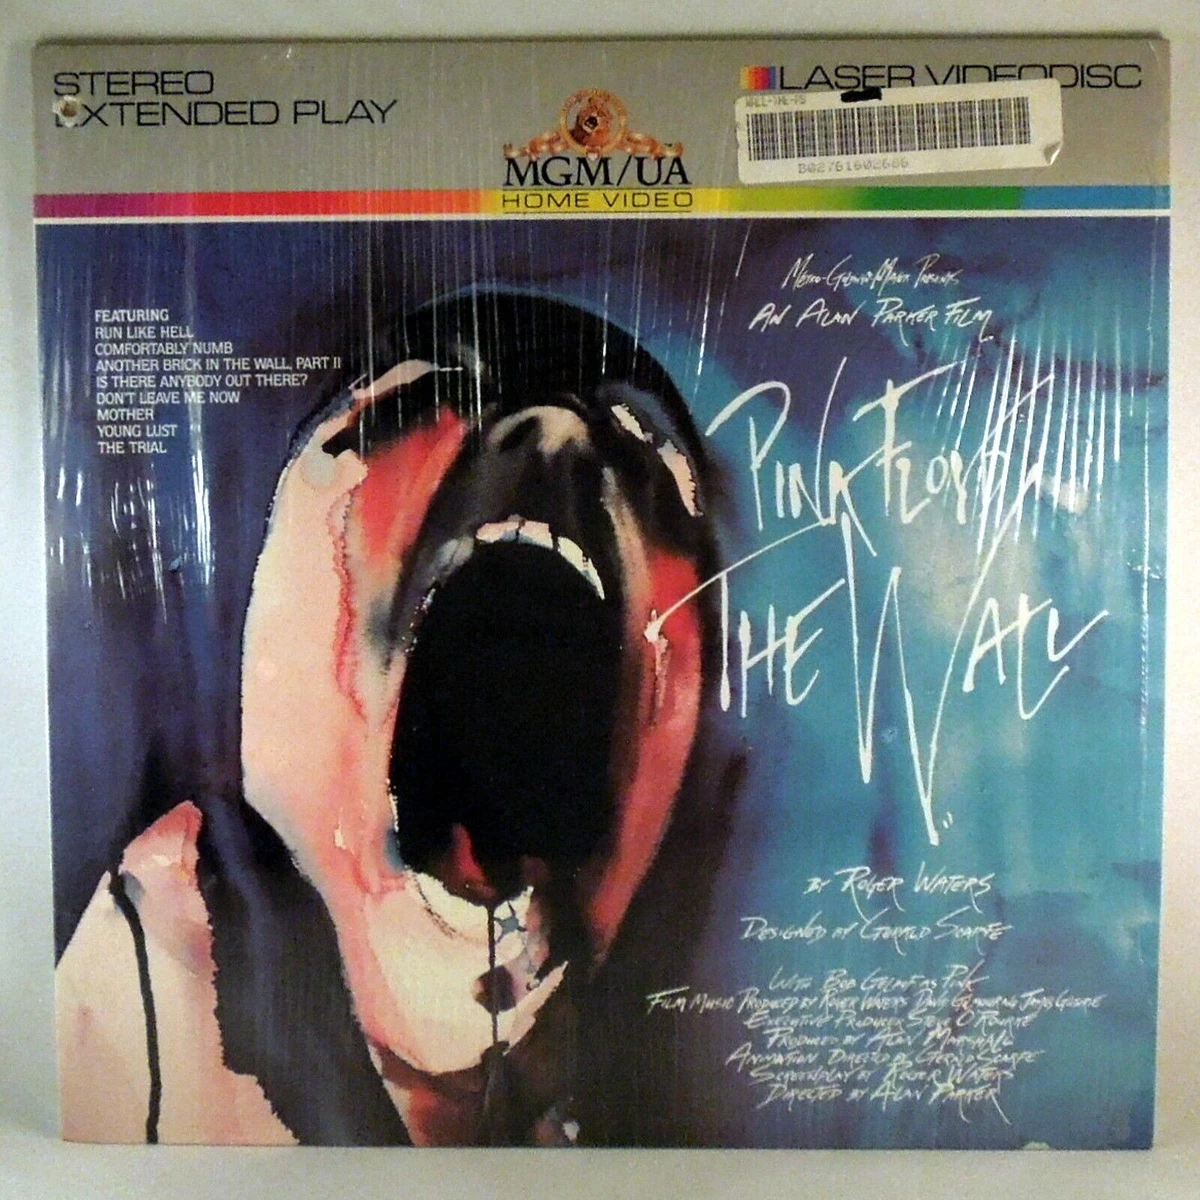 STEREO
EXTENDED PLAY
LASER VIDEODISC
B02761602686
MGM/UA
HOME VIDEO
FEATURING
RUN LIKE HELL
COMFORTABLY NUMB
ANOTHER BRICK IN THE WALL, PART II
IS THERE ANYBODY OUT THERE?
DON'T LEAVE ME NOW
MOTHER
YOUNG LUST
THE TRIAL
METRO-GOLDWYN-MAYER PRESENTS
AN ALAN PARKER FILM
PINK FLOYD
THE WALL
BY ROGER WATERS
DESIGNED BY GERALD SCARFE
WITH BOB GELDOF AS PINK
FILM MUSIC PRODUCED BY ROGER WATERS DAVID GILMOUR AND JAMES GUTHRIE
EXECUTIVE PRODUCER STEVE O'ROURKE
PRODUCED BY ALAN MARSHALL
ANIMATION DIRECTED BY GERALD SCARFE
SCREENPLAY BY ROGER WATERS
DIRECTED BY ALAN PARKER